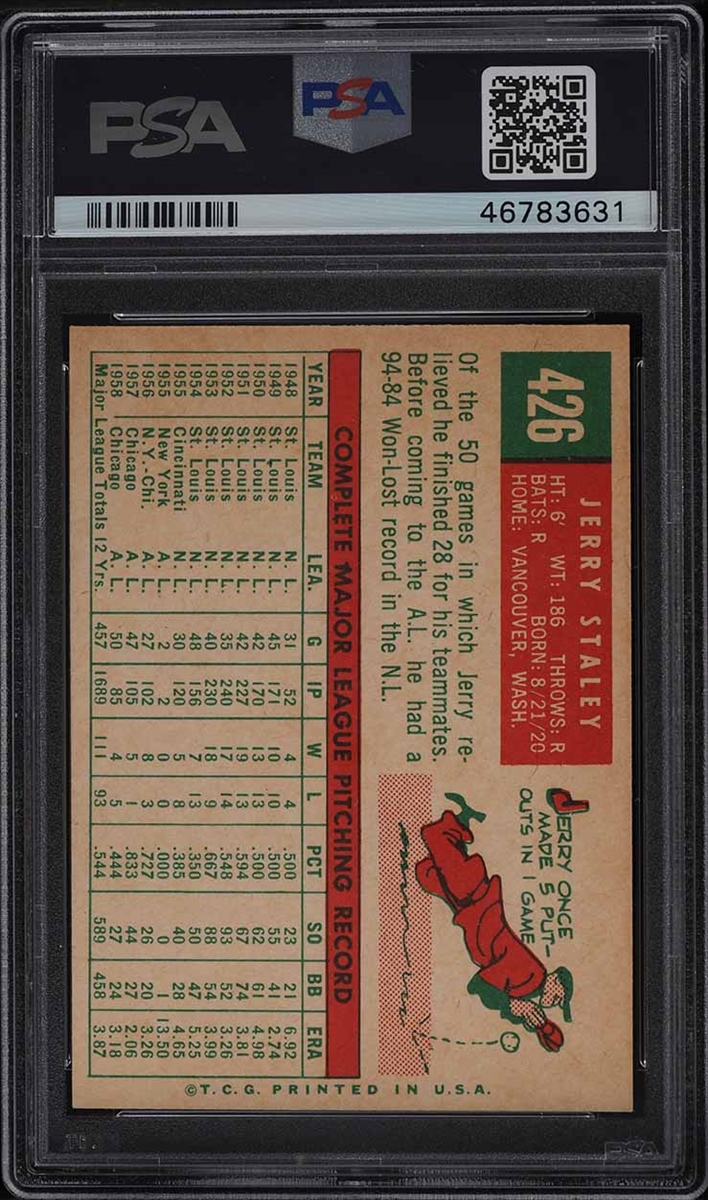 PSA
PSA
46783631
426
JERRY STALEY
HT: 6' WT: 186 THROWS: R
BATS: R BORN: 8/21/20
HOME: VANCOUVER, WASH.
Of the 50 games in which Jerry re-
lieved he finished 28 for his teammates.
Before coming to the A.L. he had a
94-84 Won-Lost record in the N.L.
JERRY ONCE
MADE 5 PUT-
OUTS IN 1 GAME
COMPLETE MAJOR LEAGUE PITCHING RECORD
YEAR TEAM LEA. G IP W L PCT SO BB ERA
1948 St. Louis N. L. 31 52 4 4 .500 23 21 6.92
1949 St. Louis N. L. 45 171 10 10 .500 55 41 2.74
1950 St. Louis N. L. 42 170 13 13 .500 62 61 4.98
1951 St. Louis N. L. 42 227 19 13 .594 67 74 3.81
1952 St. Louis N. L. 35 240 17 14 .548 93 52 3.26
1953 St. Louis N. L. 40 230 18 9 .667 88 54 3.99
1954 St. Louis N. L. 48 156 7 13 .350 50 47 5.25
1955 Cincinnati N. L. 30 120 5 8 .385 40 28 4.65
1955 New York A. L. 2 2 0 0 .000 0 1 13.50
1956 N.Y.-Chi. A. L. 27 102 8 3 .727 26 20 3.26
1957 Chicago A. L. 47 105 5 1 .833 44 27 2.06
1958 Chicago A. L. 50 85 4 5 .444 27 24 3.18
Major League Totals 12 Yrs. 457 1689 111 93 .544 589 458 3.87
©T.C.G. PRINTED IN U.S.A.
PSA